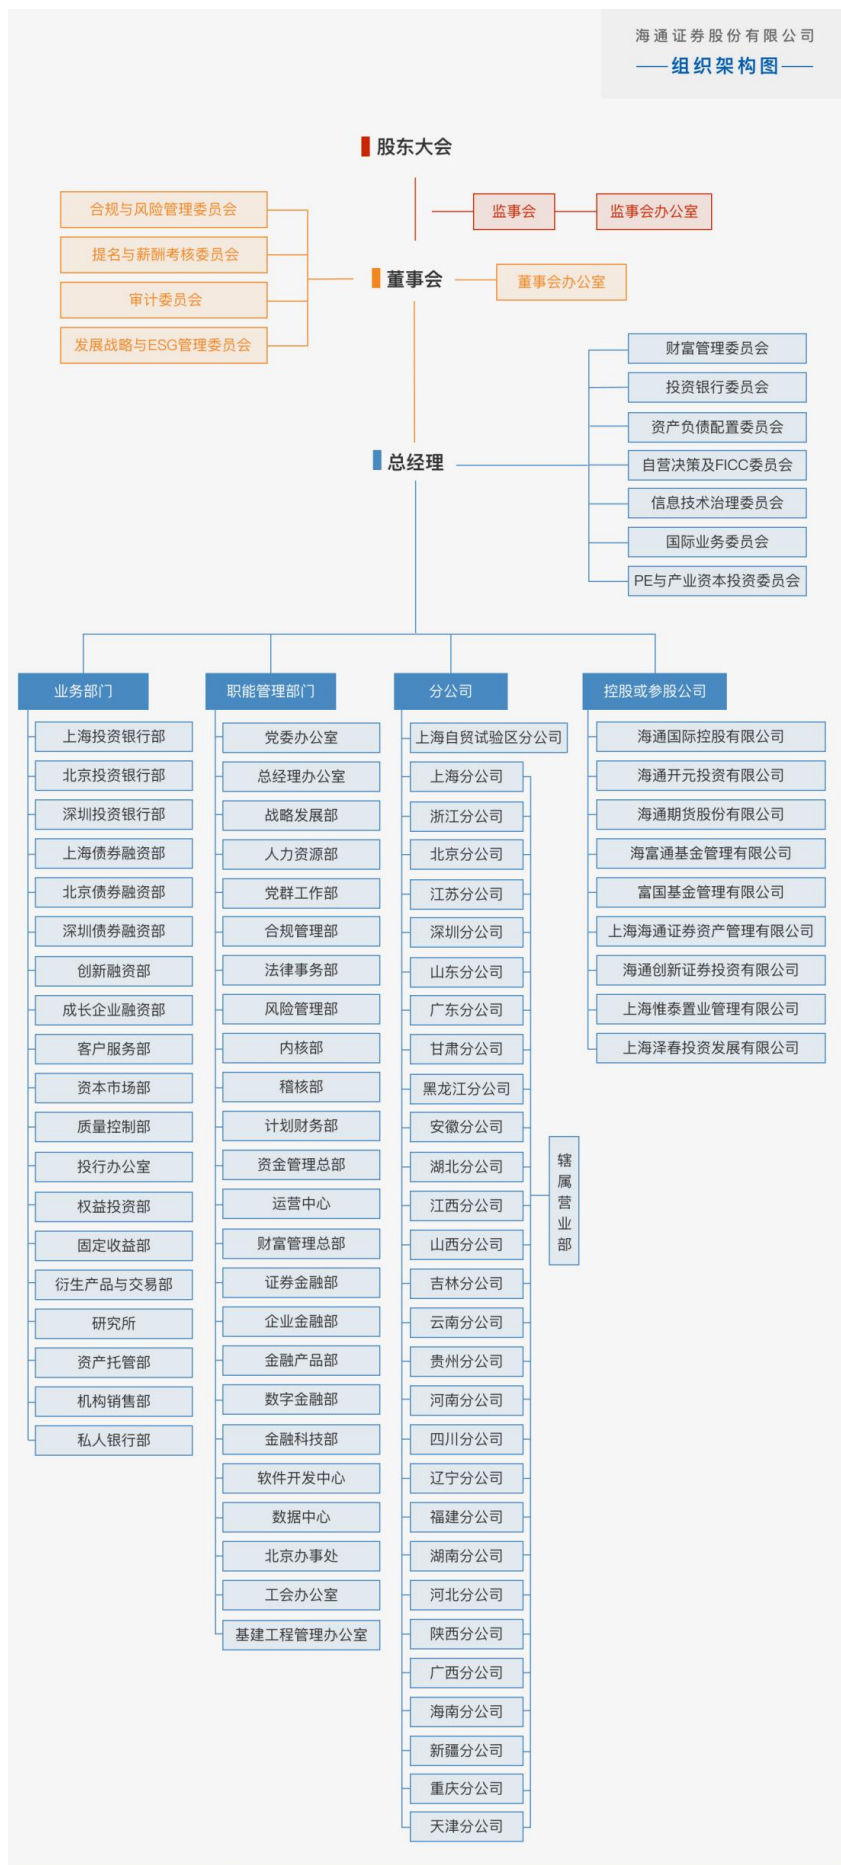 海通证券股份有限公司
组织架构图
股东大会
监事会
监事会办公室
合规与风险管理委员会
提名与薪酬考核委员会
审计委员会
发展战略与ESG管理委员会
董事会
董事会办公室
财富管理委员会
投资银行委员会
资产负债配置委员会
自营决策及FICC委员会
信息技术治理委员会
国际业务委员会
PE与产业资本投资委员会
总经理
业务部门
上海投资银行部
北京投资银行部
深圳投资银行部
上海债券融资部
北京债券融资部
深圳债券融资部
创新融资部
成长企业融资部
客户服务部
资本市场部
质量控制部
投行办公室
权益投资部
固定收益部
衍生产品与交易部
研究所
资产托管部
机构销售部
私人银行部
职能管理部门
党委办公室
总经理办公室
战略发展部
人力资源部
党群工作部
合规管理部
法律事务部
风险管理部
内核部
稽核部
计划财务部
资金管理总部
运营中心
财富管理总部
证券金融部
企业金融部
金融产品部
数字金融部
金融科技部
软件开发中心
数据中心
北京办事处
工会办公室
基建工程管理办公室
分公司
上海自贸试验区分公司
上海分公司
浙江分公司
北京分公司
江苏分公司
深圳分公司
山东分公司
广东分公司
甘肃分公司
黑龙江分公司
安徽分公司
湖北分公司
江西分公司
山西分公司
吉林分公司
云南分公司
贵州分公司
河南分公司
四川分公司
辽宁分公司
福建分公司
湖南分公司
河北分公司
陕西分公司
广西分公司
海南分公司
新疆分公司
重庆分公司
天津分公司
辖属营业部
控股或参股公司
海通国际控股有限公司
海通开元投资有限公司
海通期货股份有限公司
海富通基金管理有限公司
富国基金管理有限公司
上海海通证券资产管理有限公司
海通创新证券投资有限公司
上海惟泰置业管理有限公司
上海泽春投资发展有限公司